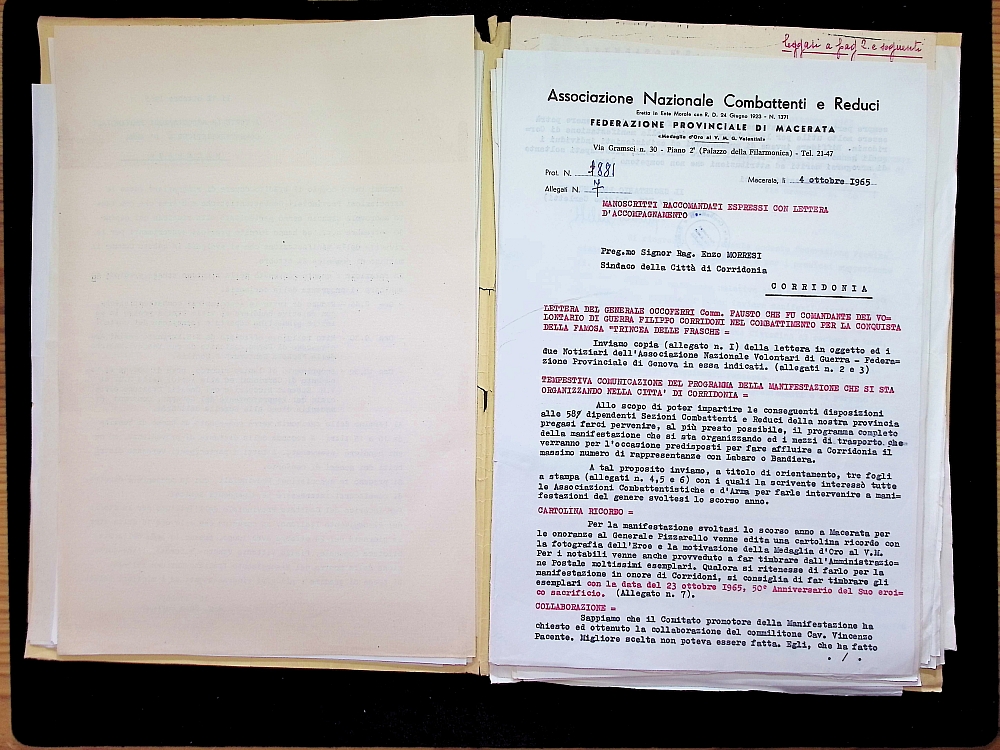 leggasi a pag 2. e seguenti
Associazione Nazionale Combattenti e Reduci
Eretta in Ente Morale con R. D. 24 Giugno 1923 - N. 1371
FEDERAZIONE PROVINCIALE DI MACERATA
«Medaglia d'Oro al V. M. G. Valentini»
Via Gramsci n. 30 - Piano 2° (Palazzo della Filarmonica) - Tel. 21-47
Prot. N. 1881
Macerata, li 4 ottobre 1965
Allegati N. 7
MANOSCRITTI RACCOMANDATI ESPRESSI CON LETTERA
D'ACCOMPAGNAMENTO
Preg.mo Signor Rag. Enzo MORRESI
Sindaco della Città di Corridonia
CORRIDONIA
LETTERA DEL GENERALE OCCOFERRI Comm. FAUSTO CHE FU COMANDANTE DEL VO=
LONTARIO DI GUERRA FILIPPO CORRIDONI NEL COMBATTIMENTO PER LA CONQUISTA
DELLA FAMOSA "TRINCEA DELLE FRASCHE =
Inviamo copia (allegato n. I) della lettera in oggetto ed i
due Notiziari dell'Associazione Nazionale Volontari di Guerra - Federa=
zione Provinciale di Genova in essa indicati. (allegati n. 2 e 3)
TEMPESTIVA COMUNICAZIONE DEL PROGRAMMA DELLA MANIFESTAZIONE CHE SI STA
ORGANIZZANDO NELLA CITTA' DI CORRIDONIA =
Allo scopo di poter impartire le conseguenti disposizioni
alle 587 dipendenti Sezioni Combattenti e Reduci della nostra provincia
pregasi farci pervenire, al più presto possibile, il programma completo
della manifestazione che si sta organizzando ed i mezzi di trasporto che
verranno per l'occasione predisposti per fare affluire a Corridonia il
massimo numero di rappresentanze con Labaro o Bandiera.
A tal proposito inviamo, a titolo di orientamento, tre fogli
a stampa (allegati n. 4,5 e 6) con i quali la scrivente interessò tutte
le Associazioni Combattentistiche e d'Arma per farle intervenire a mani=
festazioni del genere svoltesi lo scorso anno.
CARTOLINA RICORDO =
Per la manifestazione svoltasi lo scorso anno a Macerata per
le onoranze al Generale Pizzarello venne edita una cartolina ricordo con
la fotografia dell'Eroe e la motivazione della Medaglia d'Oro al V.M.
Per i notabili venne anche provveduto a far timbrare dall'Amministrazio=
ne Postale moltissimi esemplari. Qualora si ritenesse di farlo per la
manifestazione in onore di Corridoni, si consiglia di far timbrare gli
esemplari con la data del 23 ottobre 1965, 50° Anniversario del Suo eroi=
co sacrificio. (Allegato n. 7).
COLLABORAZIONE =
Sappiamo che il Comitato promotore della Manifestazione ha
chiesto ed ottenuto la collaborazione del commilitone Cav. Vincenzo
Pacente. Migliore scelta non poteva essere fatta. Egli, che ha fatto
. / .